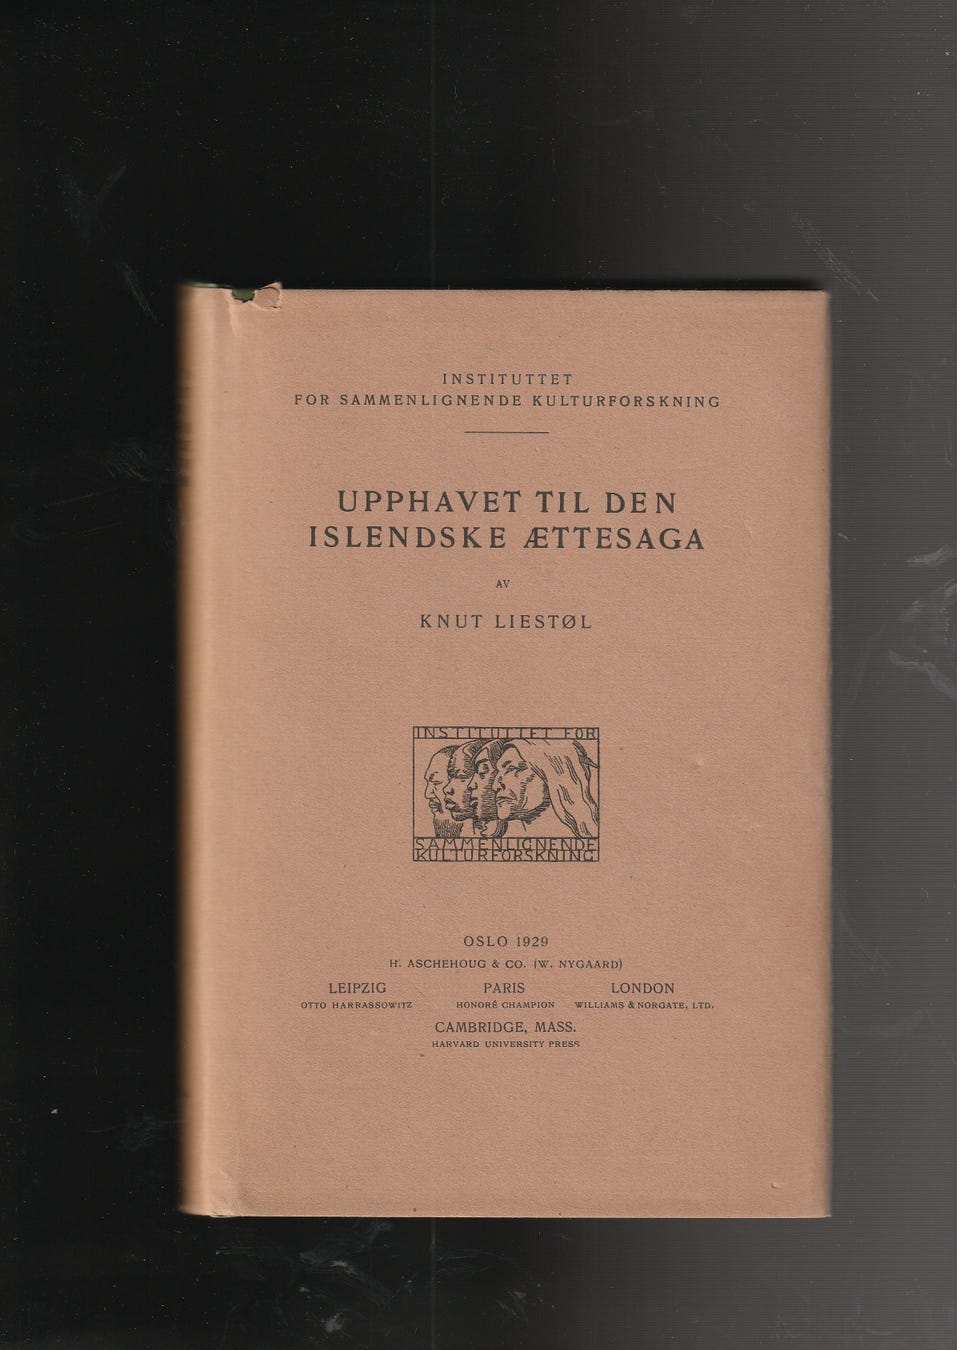 INSTITUTTET
FOR SAMMENLIGNENDE KULTURFORSKNING
UPPHAVET TIL DEN
ISLENDSKE ÆTTESAGA
AV
KNUT LIESTØL
INSTITUTTET FOR
SAMMENLIGNENDE
KULTURFORSKNING
OSLO 1929
H. ASCHEHOUG & CO. (W. NYGAARD)
LEIPZIG PARIS LONDON
OTTO HARRASSOWITZ HONORÉ CHAMPION WILLIAMS & NORGATE, LTD.
CAMBRIDGE, MASS.
HARVARD UNIVERSITY PRESS